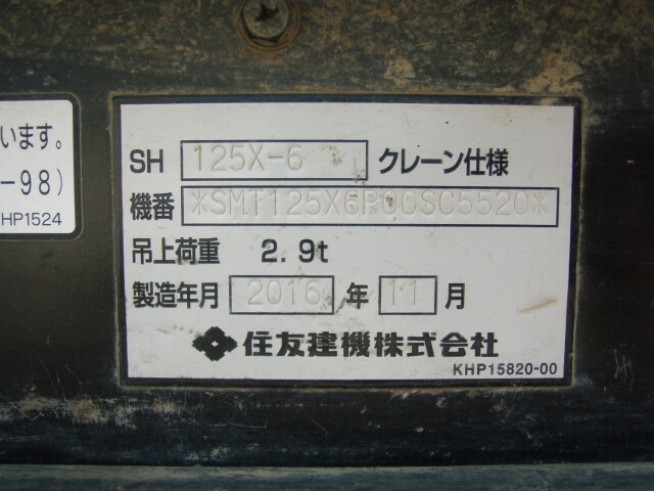 います。
-98)
KHP1524
SH 125X-6 クレーン仕様
機番 *SMT125X6P00SC5520*
吊上荷重 2.9t
製造年月 2016 年 11 月
住友建機株式会社
KHP15820-00